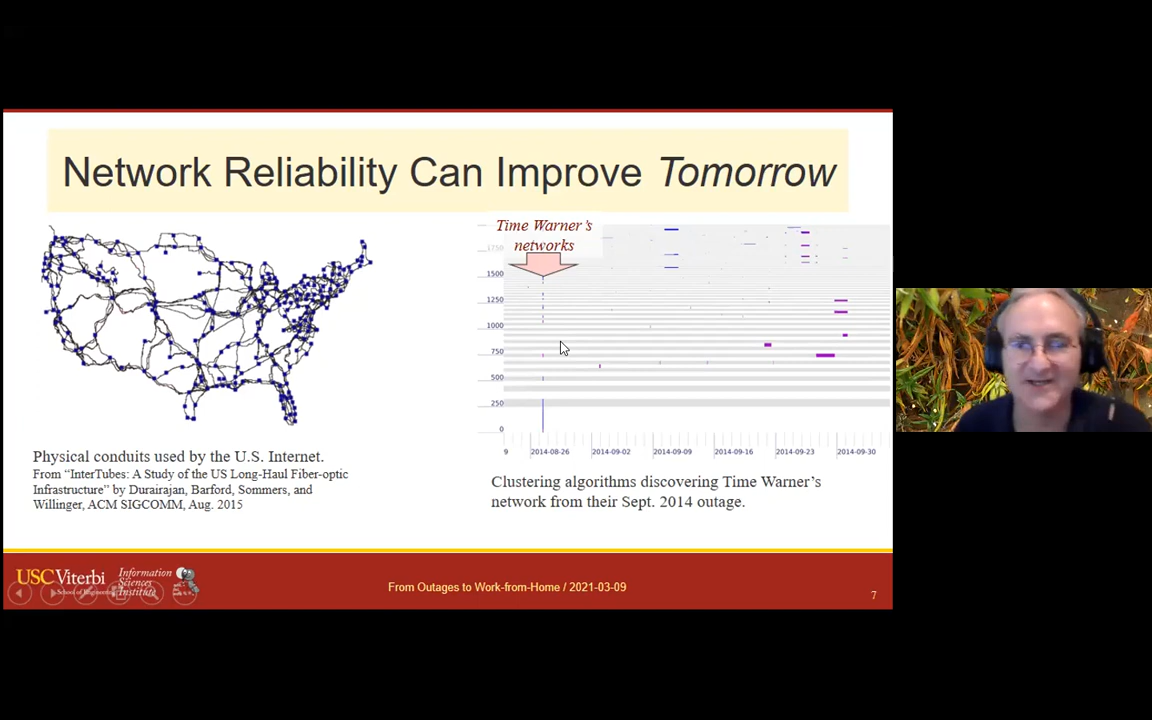 Network Reliability Can Improve Tomorrow
Time Warner's
networks
1750
1500
1250
1000
750
500
250
0
9 2014-08-26 2014-09-02 2014-09-09 2014-09-16 2014-09-23 2014-09-30
Physical conduits used by the U.S. Internet.
From "InterTubes: A Study of the US Long-Haul Fiber-optic
Infrastructure" by Durairajan, Barford, Sommers, and
Willinger, ACM SIGCOMM, Aug. 2015
Clustering algorithms discovering Time Warner's
network from their Sept. 2014 outage.
USC Viterbi
School of Engineering
Information
Sciences
Institute
From Outages to Work-from-Home / 2021-03-09
7